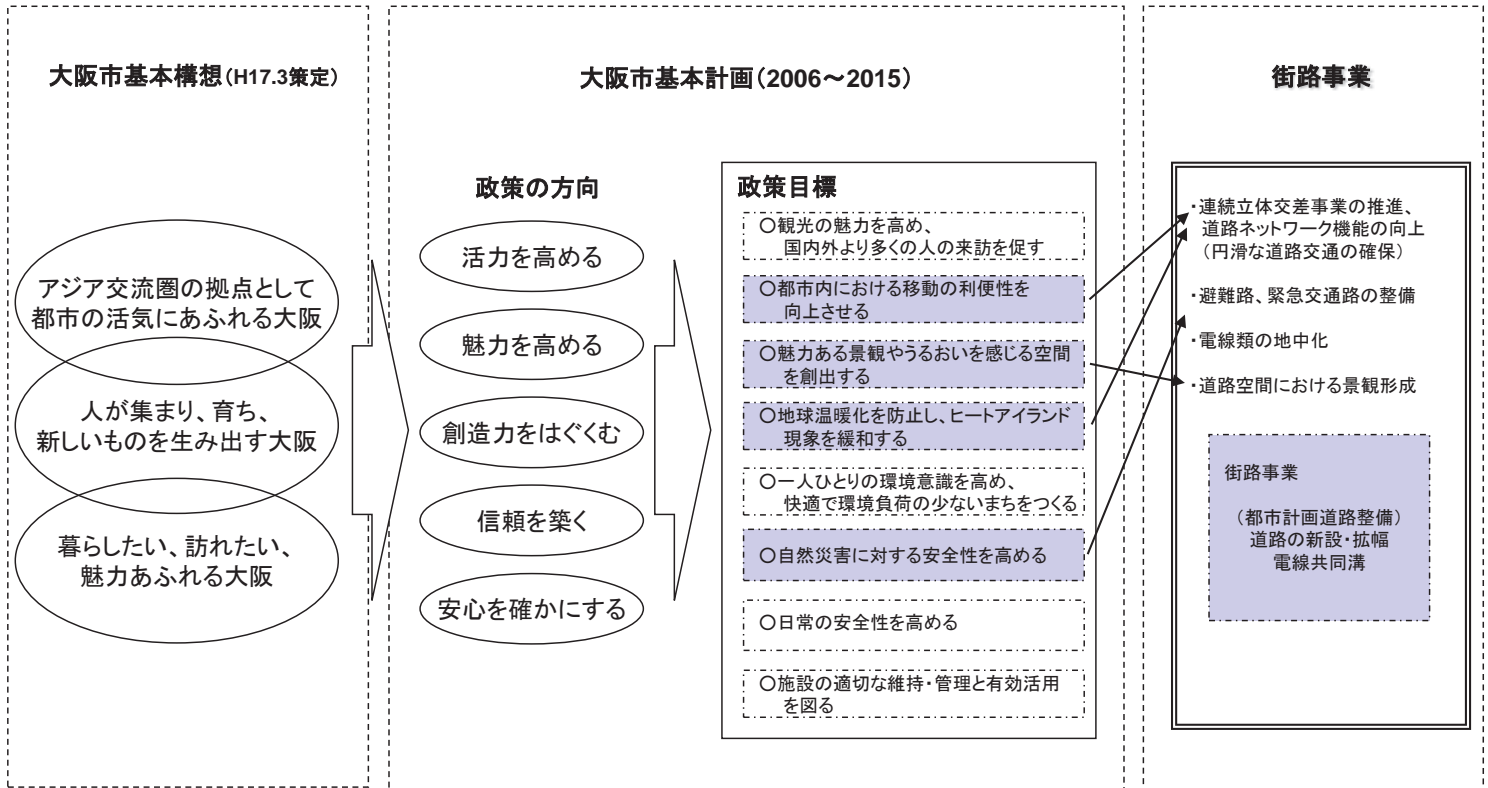 大阪市基本構想(H17.3策定)
アジア交流圏の拠点として
都市の活気にあふれる大阪
人が集まり、育ち、
新しいものを生み出す大阪
暮らしたい、訪れたい、
魅力あふれる大阪
大阪市基本計画(2006～2015)
政策の方向
活力を高める
魅力を高める
創造力をはぐくむ
信頼を築く
安心を確かにする
政策目標
○観光の魅力を高め、
国内外より多くの人の来訪を促す
○都市内における移動の利便性を
向上させる
○魅力ある景観やうるおいを感じる空間
を創出する
○地球温暖化を防止し、ヒートアイランド
現象を緩和する
○一人ひとりの環境意識を高め、
快適で環境負荷の少ないまちをつくる
○自然災害に対する安全性を高める
○日常の安全性を高める
○施設の適切な維持・管理と有効活用
を図る
街路事業
・連続立体交差事業の推進、
道路ネットワーク機能の向上
(円滑な道路交通の確保)
・避難路、緊急交通路の整備
・電線類の地中化
・道路空間における景観形成
街路事業
(都市計画道路整備)
道路の新設・拡幅
電線共同溝